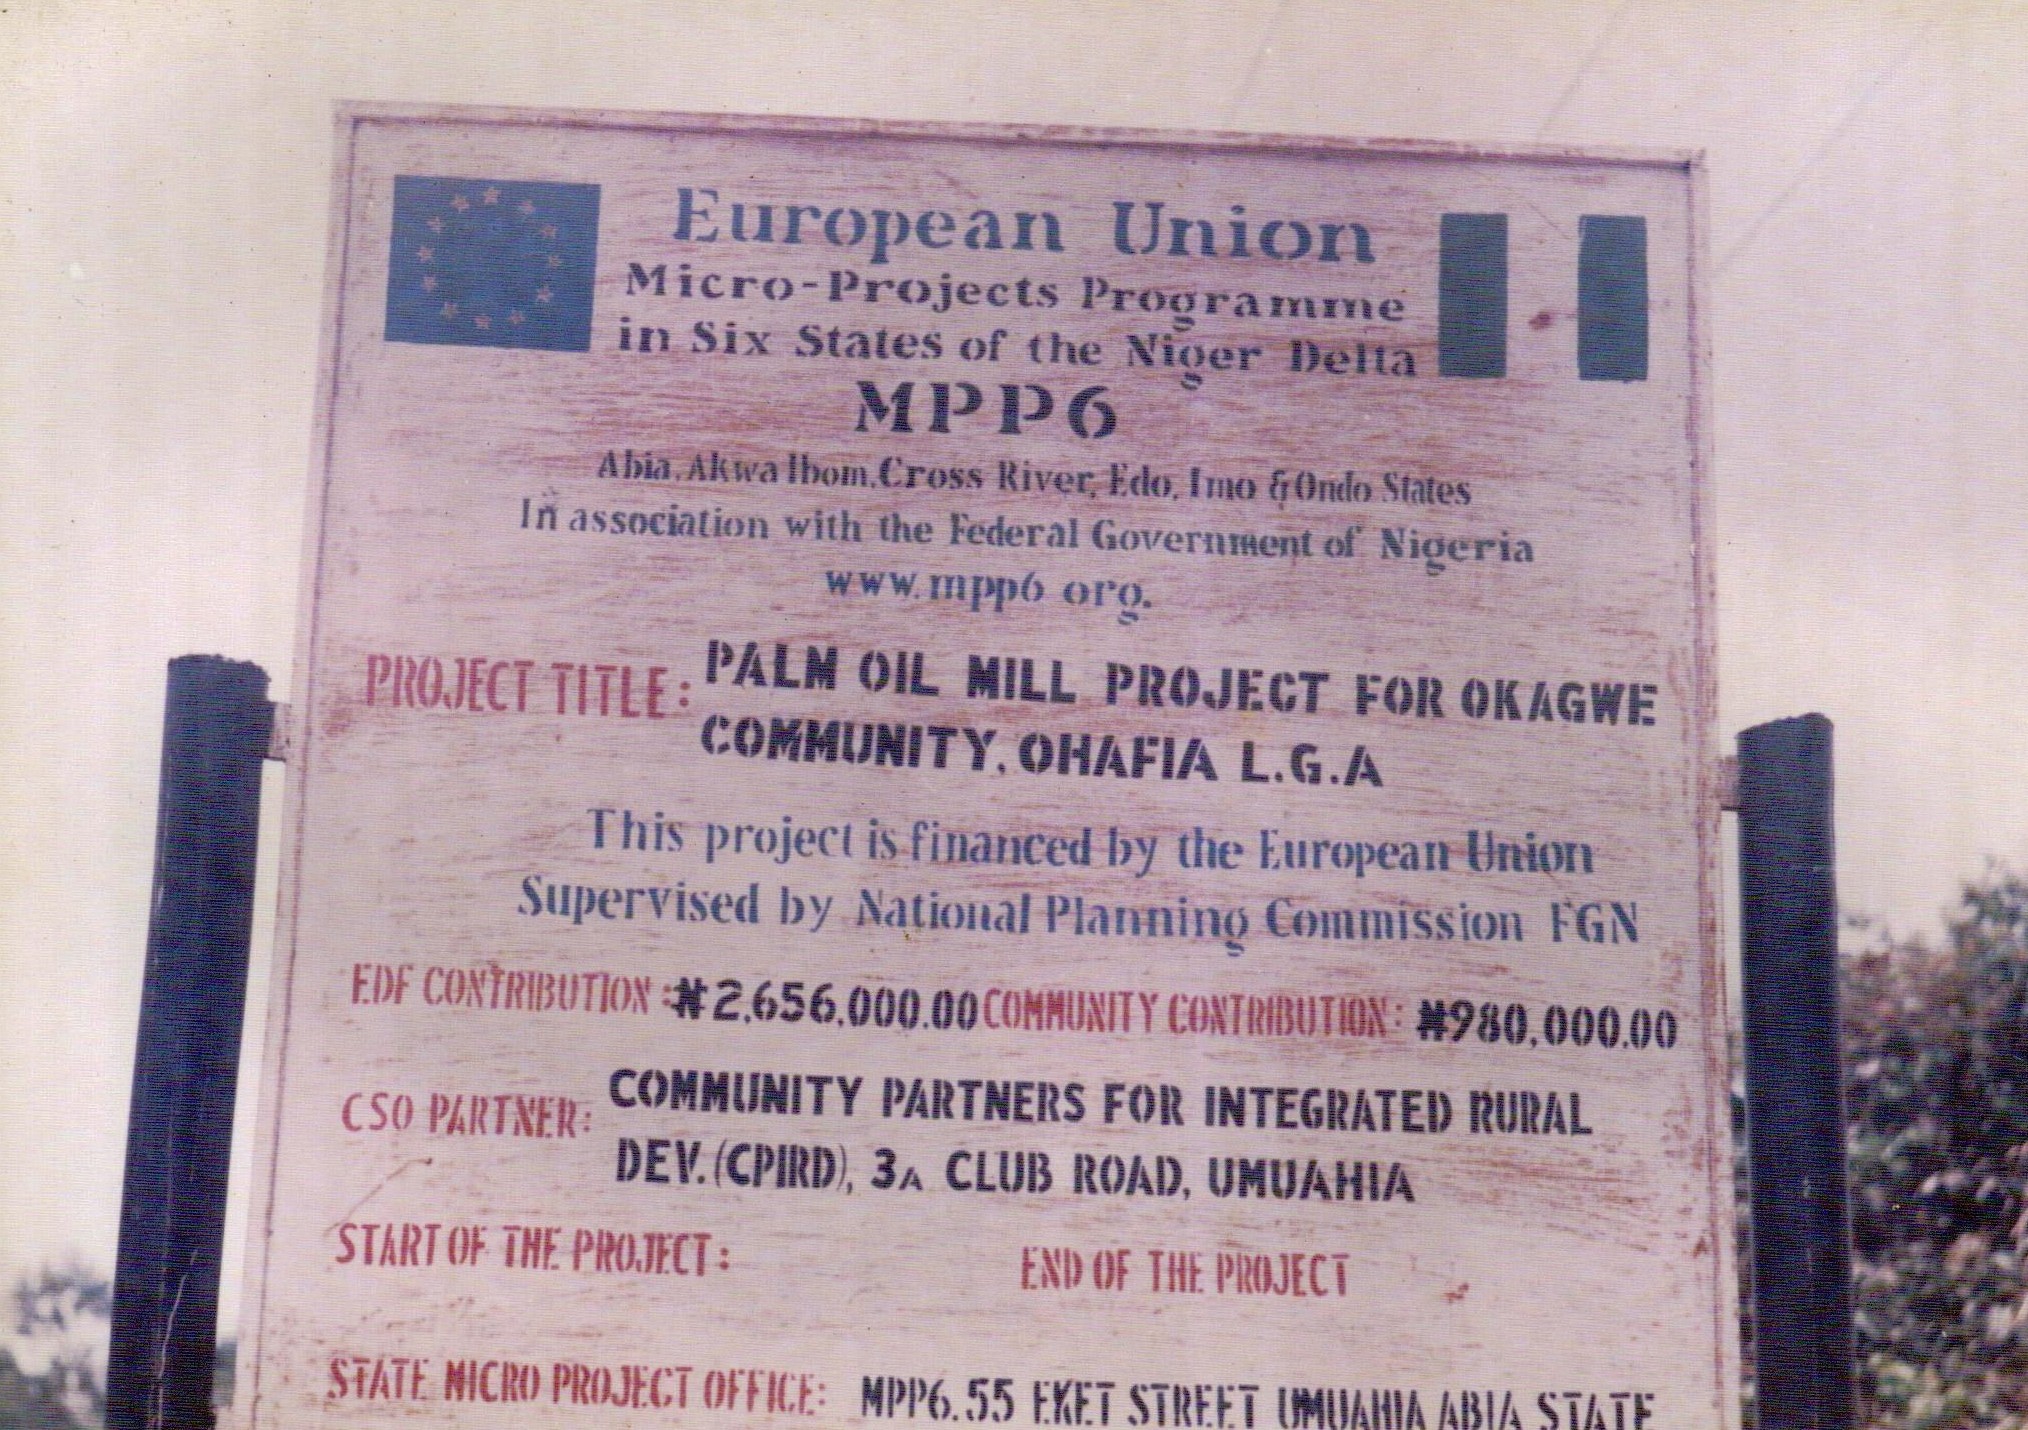 European Union
Micro-Projects Programme
in Six States of the Niger Delta
MPP6
Abia, Akwa Ibom, Cross River, Edo, Imo & Ondo States
In association with the Federal Government of Nigeria
www.mpp6 org.
PROJECT TITLE: PALM OIL MILL PROJECT FOR OKAGWE
COMMUNITY, OHAFIA L.G.A
This project is financed by the European Union
Supervised by National Planning Commission FGN
EDF CONTRIBUTION: ₦2,656,000.00 COMMUNITY CONTRIBUTION: ₦980,000.00
CSO PARTNER: COMMUNITY PARTNERS FOR INTEGRATED RURAL
DEV. (CPIRD), 3A CLUB ROAD, UMUAHIA
START OF THE PROJECT: END OF THE PROJECT
STATE MICRO PROJECT OFFICE: MPP6, 55 EKET STREET UMUAHIA ABIA STATE